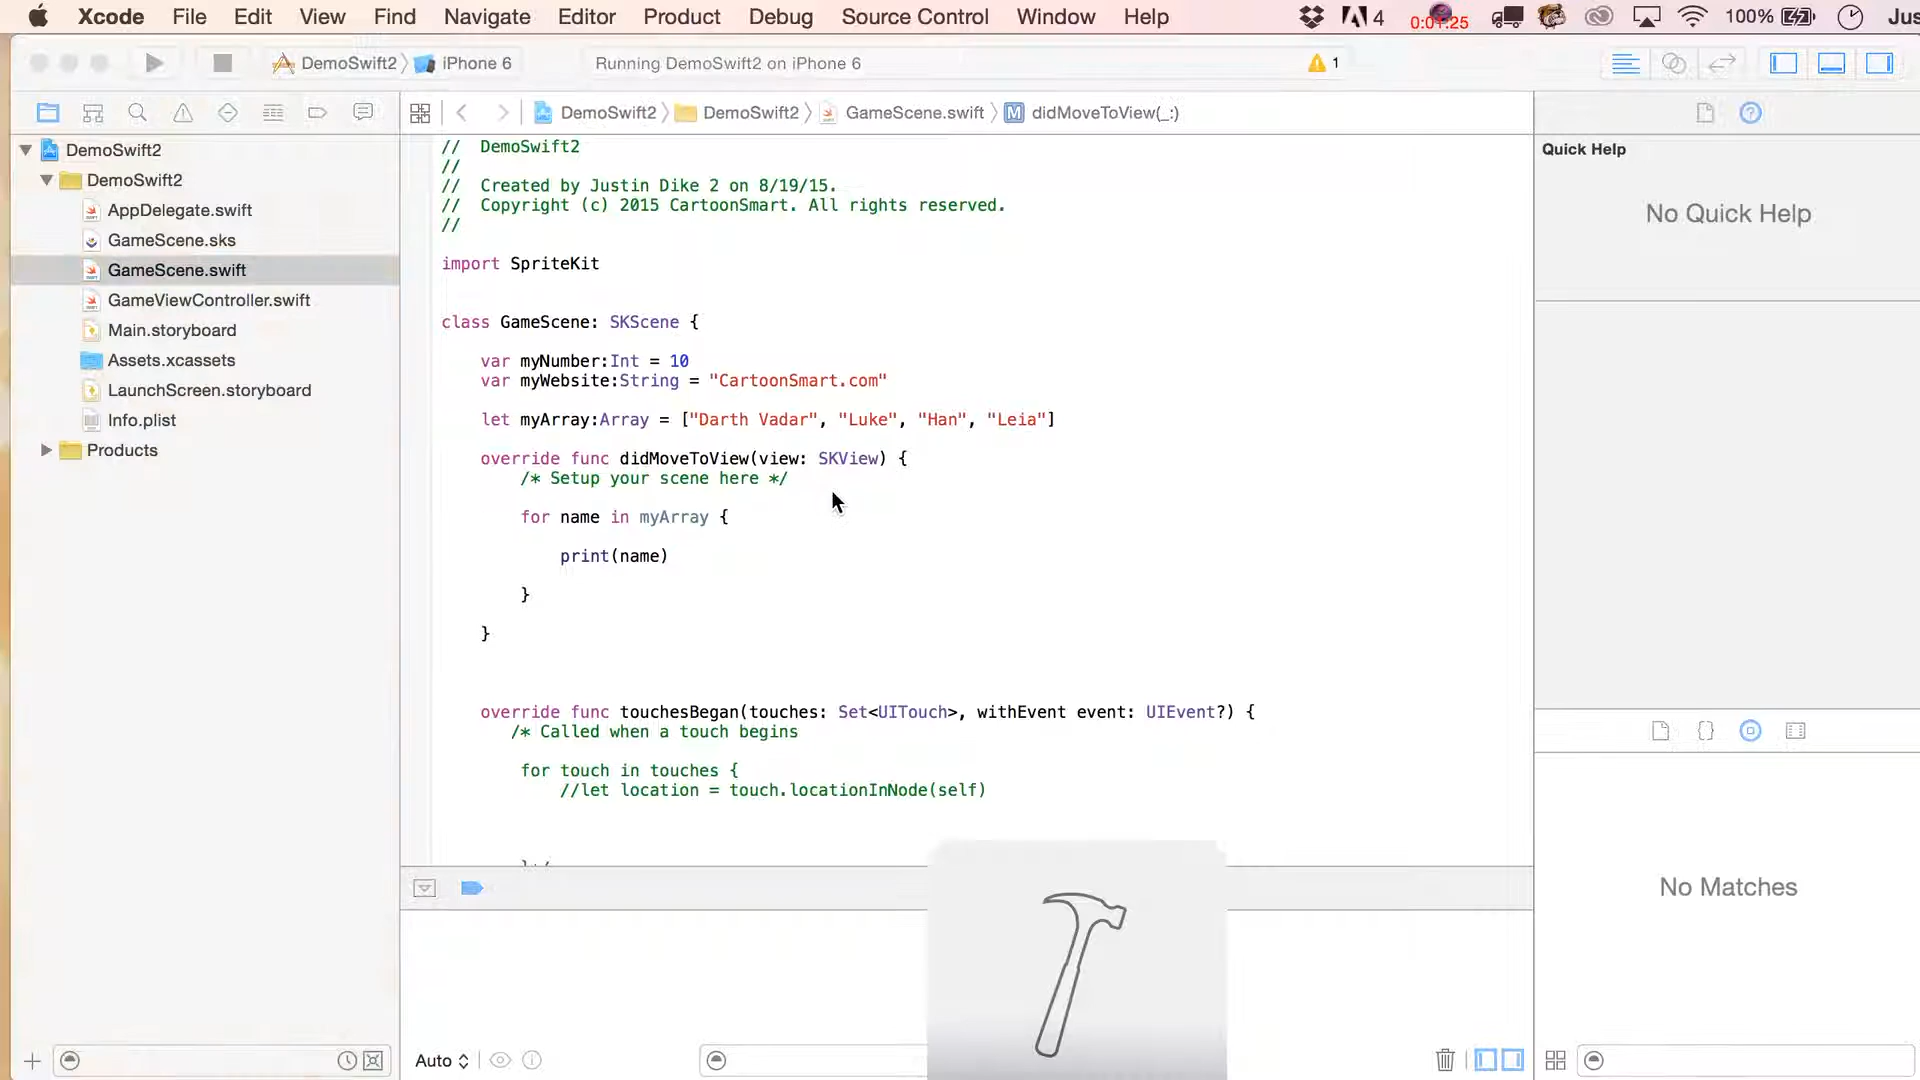 Xcode File Edit View Find Navigate Editor Product Debug Source Control Window Help 4 0:01:25 100% Jus
DemoSwift2 iPhone 6 Running DemoSwift2 on iPhone 6 1
DemoSwift2 DemoSwift2 GameScene.swift M didMoveToView(_:)
DemoSwift2
DemoSwift2
AppDelegate.swift
GameScene.sks
GameScene.swift
GameViewController.swift
Main.storyboard
Assets.xcassets
LaunchScreen.storyboard
Info.plist
Products
// DemoSwift2
//
// Created by Justin Dike 2 on 8/19/15.
// Copyright (c) 2015 CartoonSmart. All rights reserved.
//
import SpriteKit
class GameScene: SKScene {
var myNumber:Int = 10
var myWebsite:String = "CartoonSmart.com"
let myArray:Array = ["Darth Vadar", "Luke", "Han", "Leia"]
override func didMoveToView(view: SKView) {
/* Setup your scene here */
for name in myArray {
print(name)
}
}
override func touchesBegan(touches: Set<UITouch>, withEvent event: UIEvent?) {
/* Called when a touch begins
for touch in touches {
//let location = touch.locationInNode(self)
Auto
Quick Help
No Quick Help
{}
No Matches